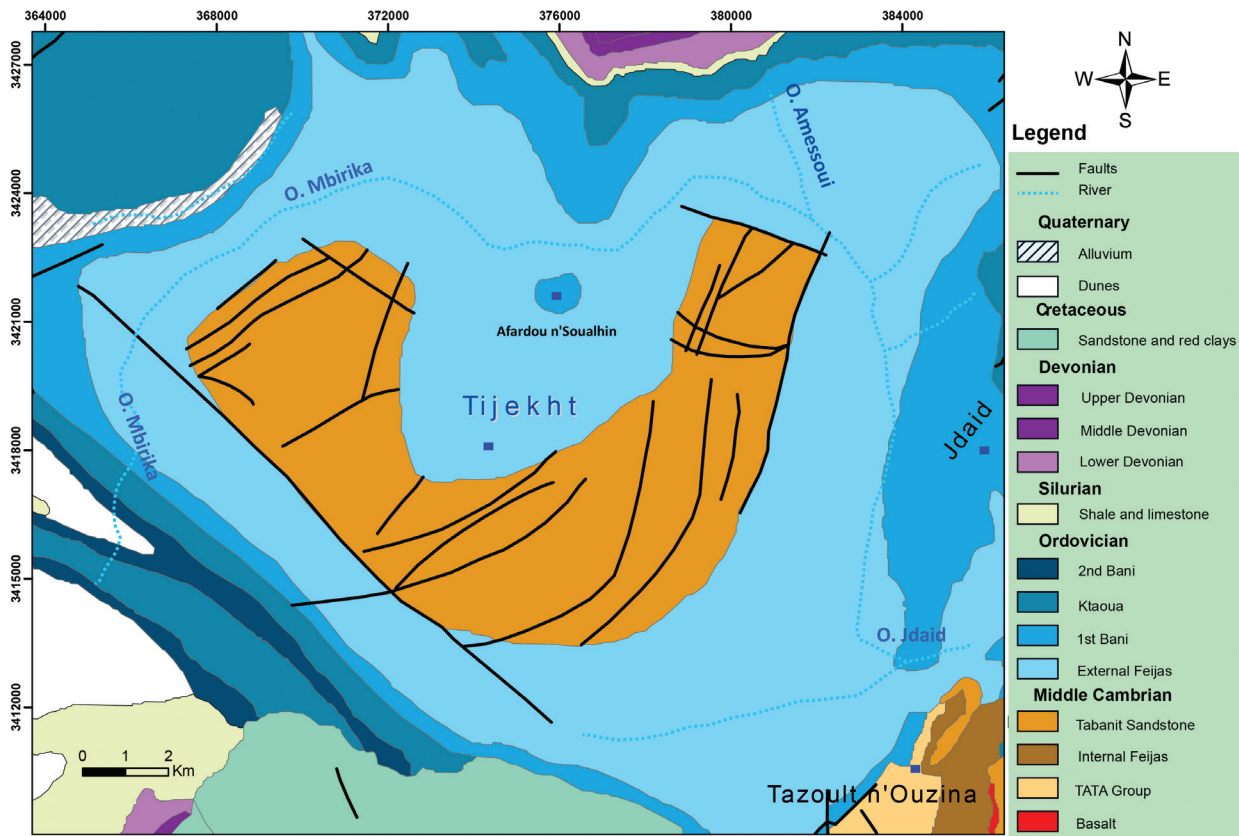 364000
368000
372000
376000
380000
384000
3427000
3424000
3421000
3418000
3415000
3412000
O. Mbirika
O. Amessoui
Afardou n'Soualhin
Tijekht
O. Mbirika
Jdaid
O. Jdaid
Tazoult n'Ouzina
0 1 2
Km
N
W E
S
Legend
Faults
River
Quaternary
Alluvium
Dunes
Cretaceous
Sandstone and red clays
Devonian
Upper Devonian
Middle Devonian
Lower Devonian
Silurian
Shale and limestone
Ordovician
2nd Bani
Ktaoua
1st Bani
External Feijas
Middle Cambrian
Tabanit Sandstone
Internal Feijas
TATA Group
Basalt